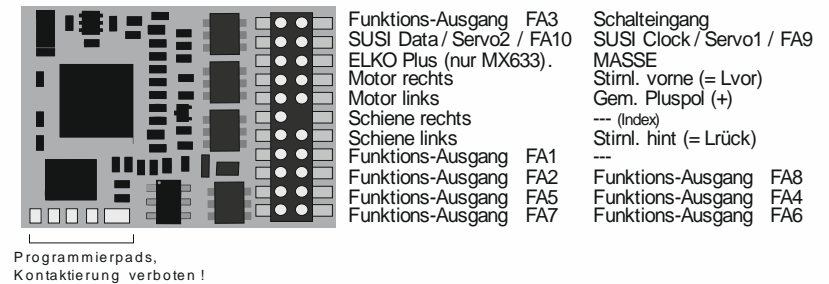 Funktions-Ausgang FA3 Schalteingang
SUSI Data / Servo2 / FA10 SUSI Clock / Servo1 / FA9
ELKO Plus (nur MX633). MASSE
Motor rechts Stirnl. vorne (= Lvor)
Motor links Gem. Pluspol (+)
Schiene rechts --- (Index)
Schiene links Stirnl. hint (= Lrück)
Funktions-Ausgang FA1 ---
Funktions-Ausgang FA2 Funktions-Ausgang FA8
Funktions-Ausgang FA5 Funktions-Ausgang FA4
Funktions-Ausgang FA7 Funktions-Ausgang FA6
Programmierpads,
Kontaktierung verboten !